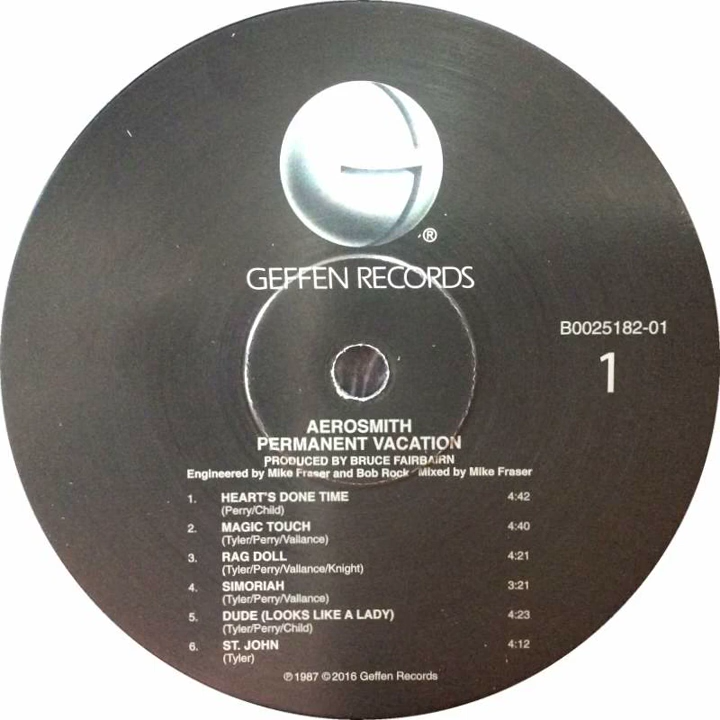 ®
GEFFEN RECORDS
B0025182-01
1
AEROSMITH
PERMANENT VACATION
PRODUCED BY BRUCE FAIRBAIRN
Engineered by Mike Fraser and Bob Rock Mixed by Mike Fraser
1. HEART'S DONE TIME 4:42
(Perry/Child)
2. MAGIC TOUCH 4:40
(Tyler/Perry/Vallance)
3. RAG DOLL 4:21
(Tyler/Perry/Vallance/Knight)
4. SIMORIAH 3:21
(Tyler/Perry/Vallance)
5. DUDE (LOOKS LIKE A LADY) 4:23
(Tyler/Perry/Child)
6. ST. JOHN 4:12
(Tyler)
℗1987 ©2016 Geffen Records